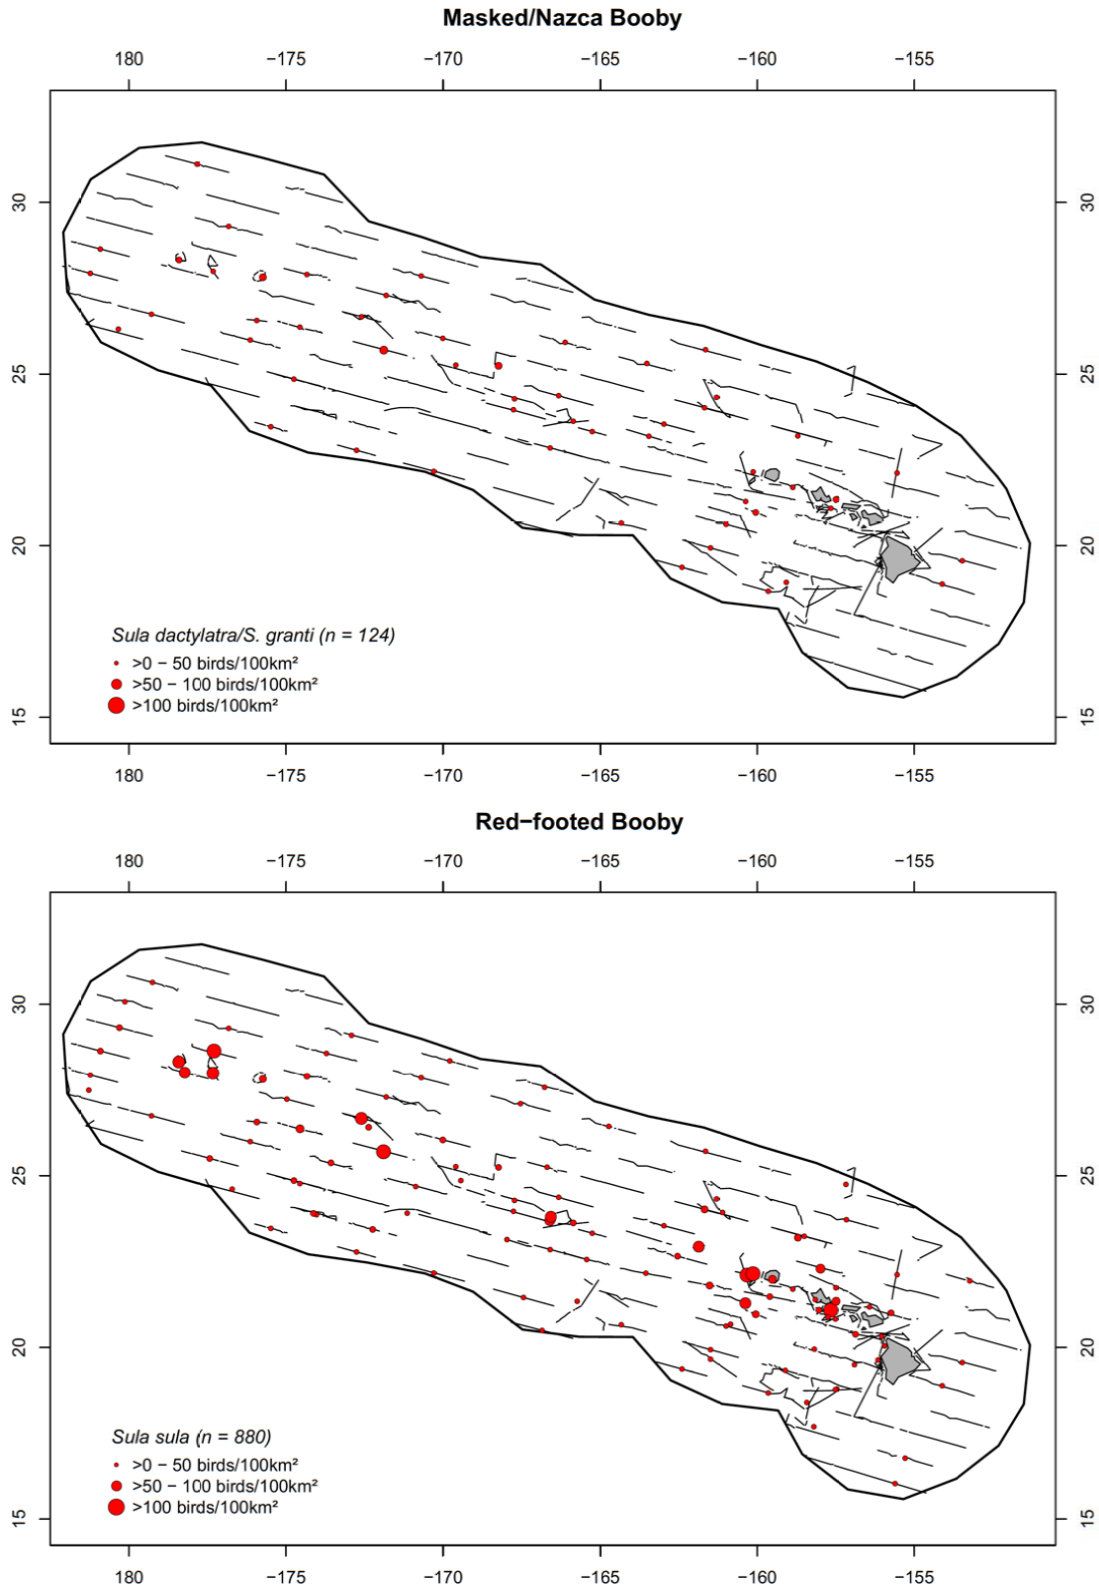 Masked/Nazca Booby
180 −175 −170 −165 −160 −155
30 30
25 25
20 20
15 15
Sula dactylatra/S. granti (n = 124)
>0 − 50 birds/100km²
>50 − 100 birds/100km²
>100 birds/100km²
180 −175 −170 −165 −160 −155
Red−footed Booby
180 −175 −170 −165 −160 −155
30 30
25 25
20 20
15 15
Sula sula (n = 880)
>0 − 50 birds/100km²
>50 − 100 birds/100km²
>100 birds/100km²
180 −175 −170 −165 −160 −155